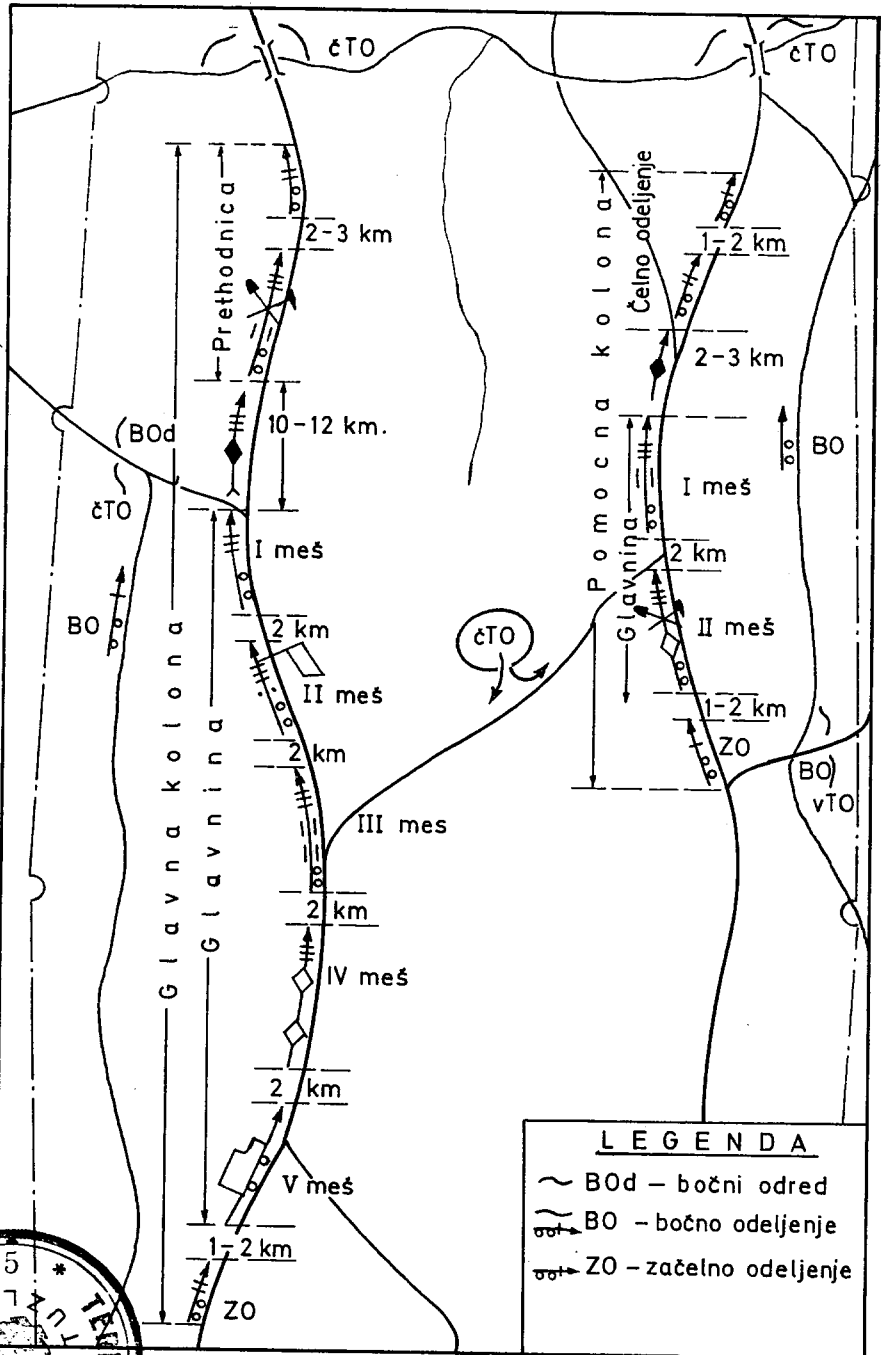 čTO
čTO
Glavna kolona
Prethodnica
2-3 km
10-12 km.
BOd
čTO
BO
Glavnina
I meš
2 km
II meš
2 km
III mes
2 km
IV meš
2 km
V meš
1-2 km
ZO
čTO
Pomocna kolona
Čelno odeljenje
1-2 km
2-3 km
Glavnina
I meš
2 km
II meš
1-2 km
ZO
BO
BO
vTO
LEGENDA
BOd – bočni odred
BO – bočno odeljenje
ZO – začelno odeljenje
5